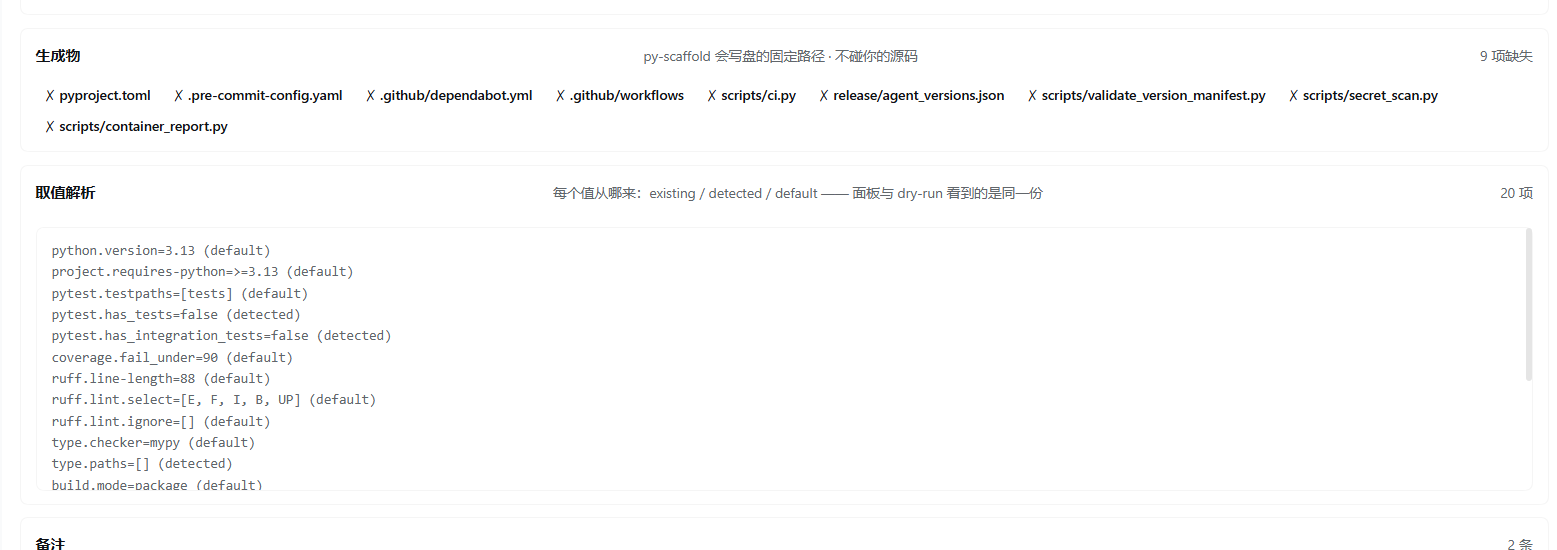 生成物 py-scaffold 会写盘的固定路径 · 不碰你的源码 9 项缺失
✗ pyproject.toml ✗ .pre-commit-config.yaml ✗ .github/dependabot.yml ✗ .github/workflows ✗ scripts/ci.py ✗ release/agent_versions.json ✗ scripts/validate_version_manifest.py ✗ scripts/secret_scan.py
✗ scripts/container_report.py
取值解析 每个值从哪来：existing / detected / default —— 面板与 dry-run 看到的是同一份 20 项
python.version=3.13 (default)
project.requires-python=>=3.13 (default)
pytest.testpaths=[tests] (default)
pytest.has_tests=false (detected)
pytest.has_integration_tests=false (detected)
coverage.fail_under=90 (default)
ruff.line-length=88 (default)
ruff.lint.select=[E, F, I, B, UP] (default)
ruff.lint.ignore=[] (default)
type.checker=mypy (default)
type.paths=[] (detected)
build.mode=package (default)
备注 2 条